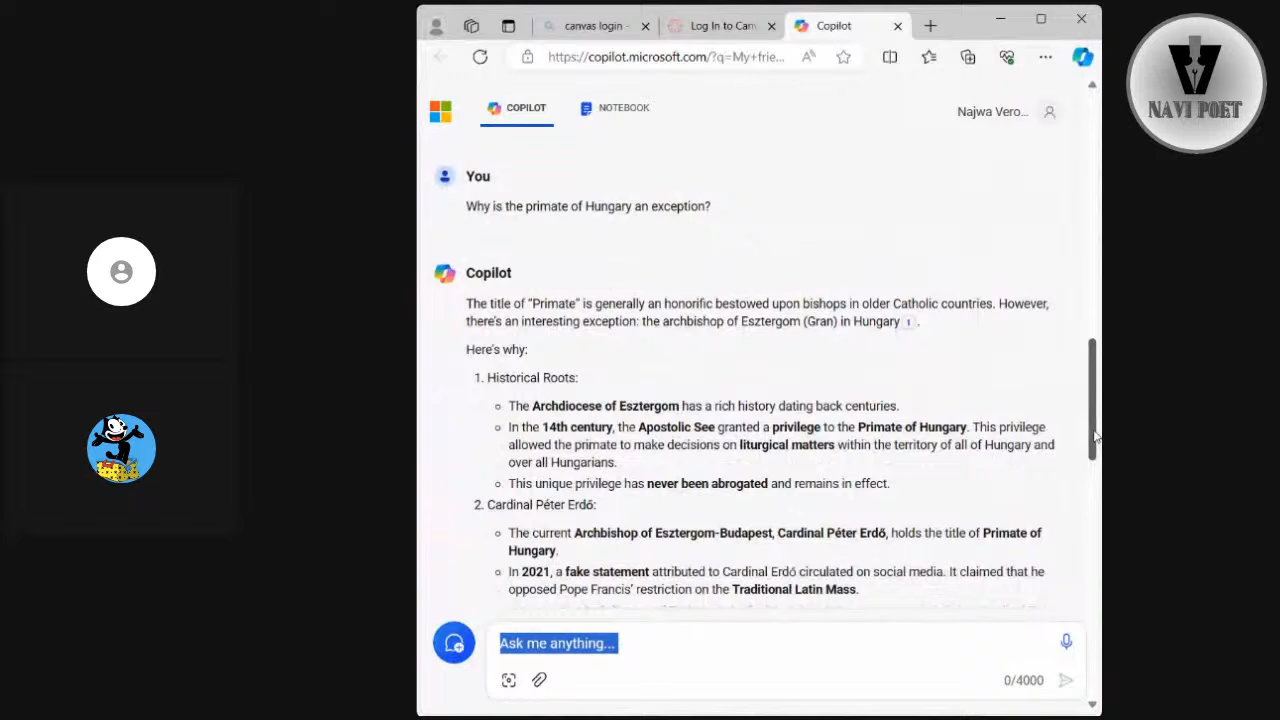 canvas login -
Log In to Can
Copilot
https://copilot.microsoft.com/?q=My+frie...
NAVI POET
COPILOT
NOTEBOOK
Najwa Vero...
You
Why is the primate of Hungary an exception?
Copilot
The title of “Primate” is generally an honorific bestowed upon bishops in older Catholic countries. However,
there’s an interesting exception: the archbishop of Esztergom (Gran) in Hungary 1 .
Here’s why:
1. Historical Roots:
The Archdiocese of Esztergom has a rich history dating back centuries.
In the 14th century, the Apostolic See granted a privilege to the Primate of Hungary. This privilege
allowed the primate to make decisions on liturgical matters within the territory of all of Hungary and
over all Hungarians.
This unique privilege has never been abrogated and remains in effect.
2. Cardinal Péter Erdő:
The current Archbishop of Esztergom-Budapest, Cardinal Péter Erdő, holds the title of Primate of
Hungary.
In 2021, a fake statement attributed to Cardinal Erdő circulated on social media. It claimed that he
opposed Pope Francis’ restriction on the Traditional Latin Mass.
Ask me anything...
0/4000